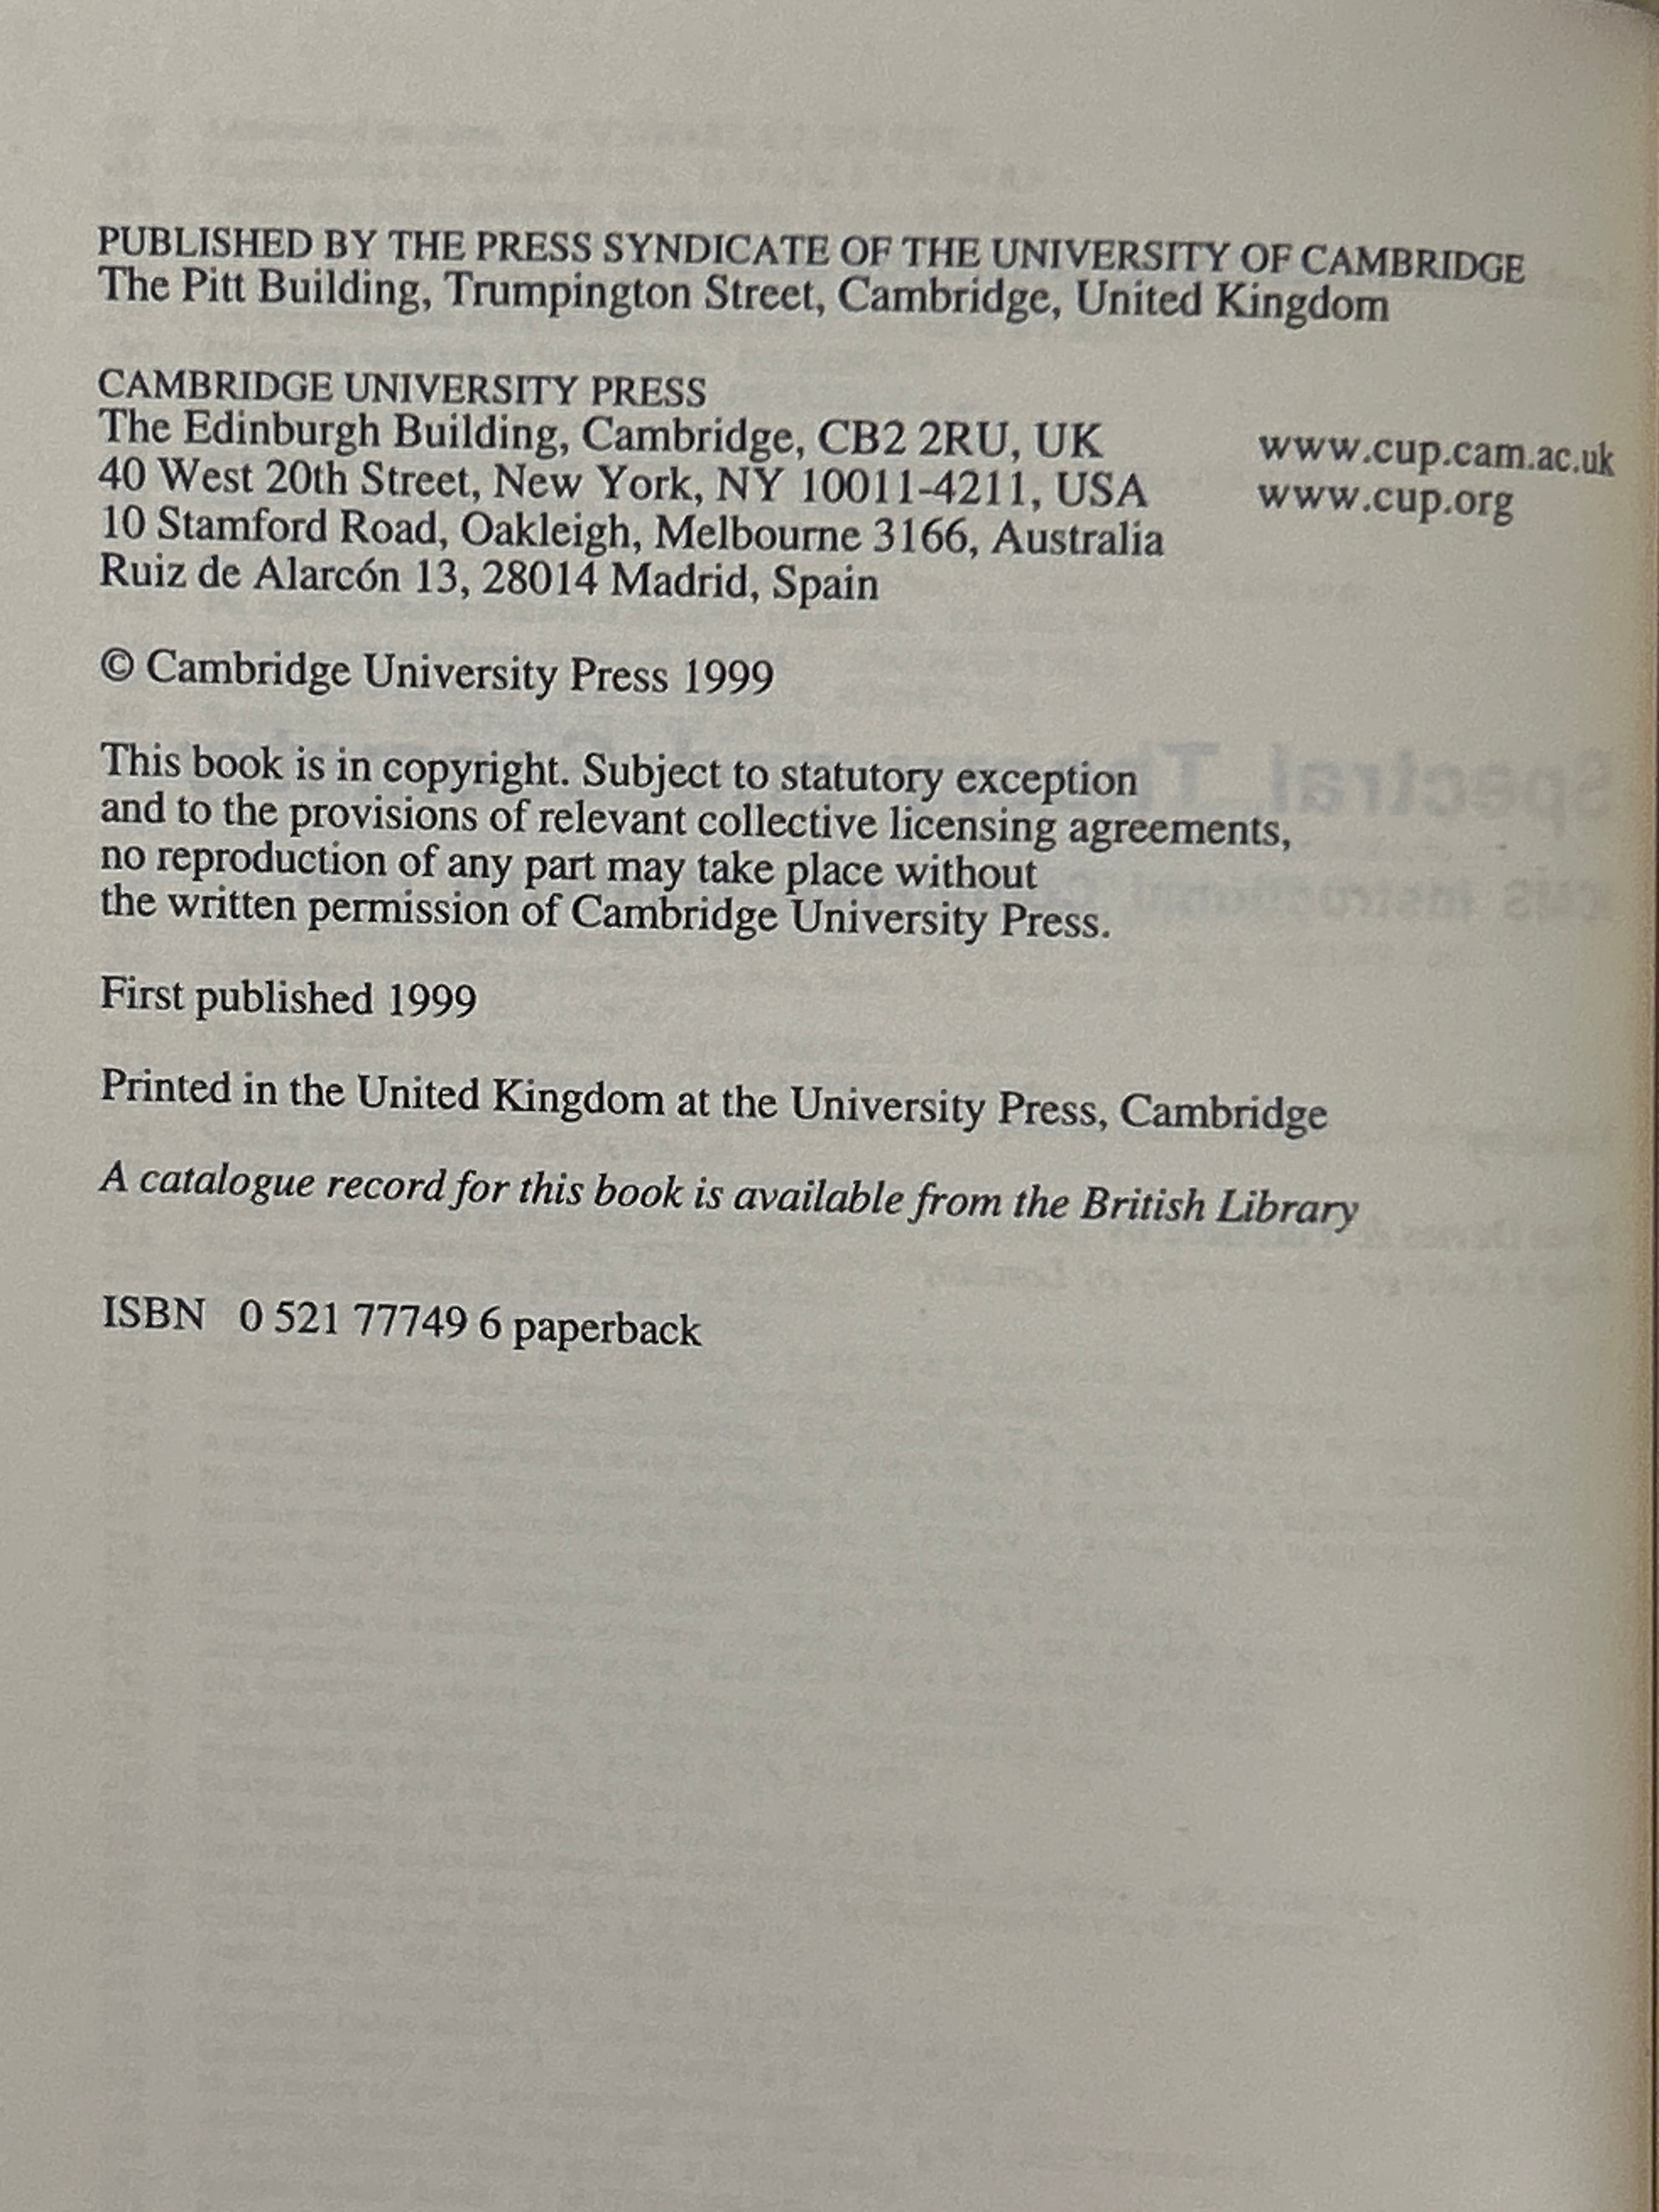 PUBLISHED BY THE PRESS SYNDICATE OF THE UNIVERSITY OF CAMBRIDGE
The Pitt Building, Trumpington Street, Cambridge, United Kingdom
CAMBRIDGE UNIVERSITY PRESS
The Edinburgh Building, Cambridge, CB2 2RU, UK www.cup.cam.ac.uk
40 West 20th Street, New York, NY 10011-4211, USA www.cup.org
10 Stamford Road, Oakleigh, Melbourne 3166, Australia
Ruiz de Alarcón 13, 28014 Madrid, Spain
© Cambridge University Press 1999
This book is in copyright. Subject to statutory exception
and to the provisions of relevant collective licensing agreements,
no reproduction of any part may take place without
the written permission of Cambridge University Press.
First published 1999
Printed in the United Kingdom at the University Press, Cambridge
A catalogue record for this book is available from the British Library
ISBN 0 521 77749 6 paperback